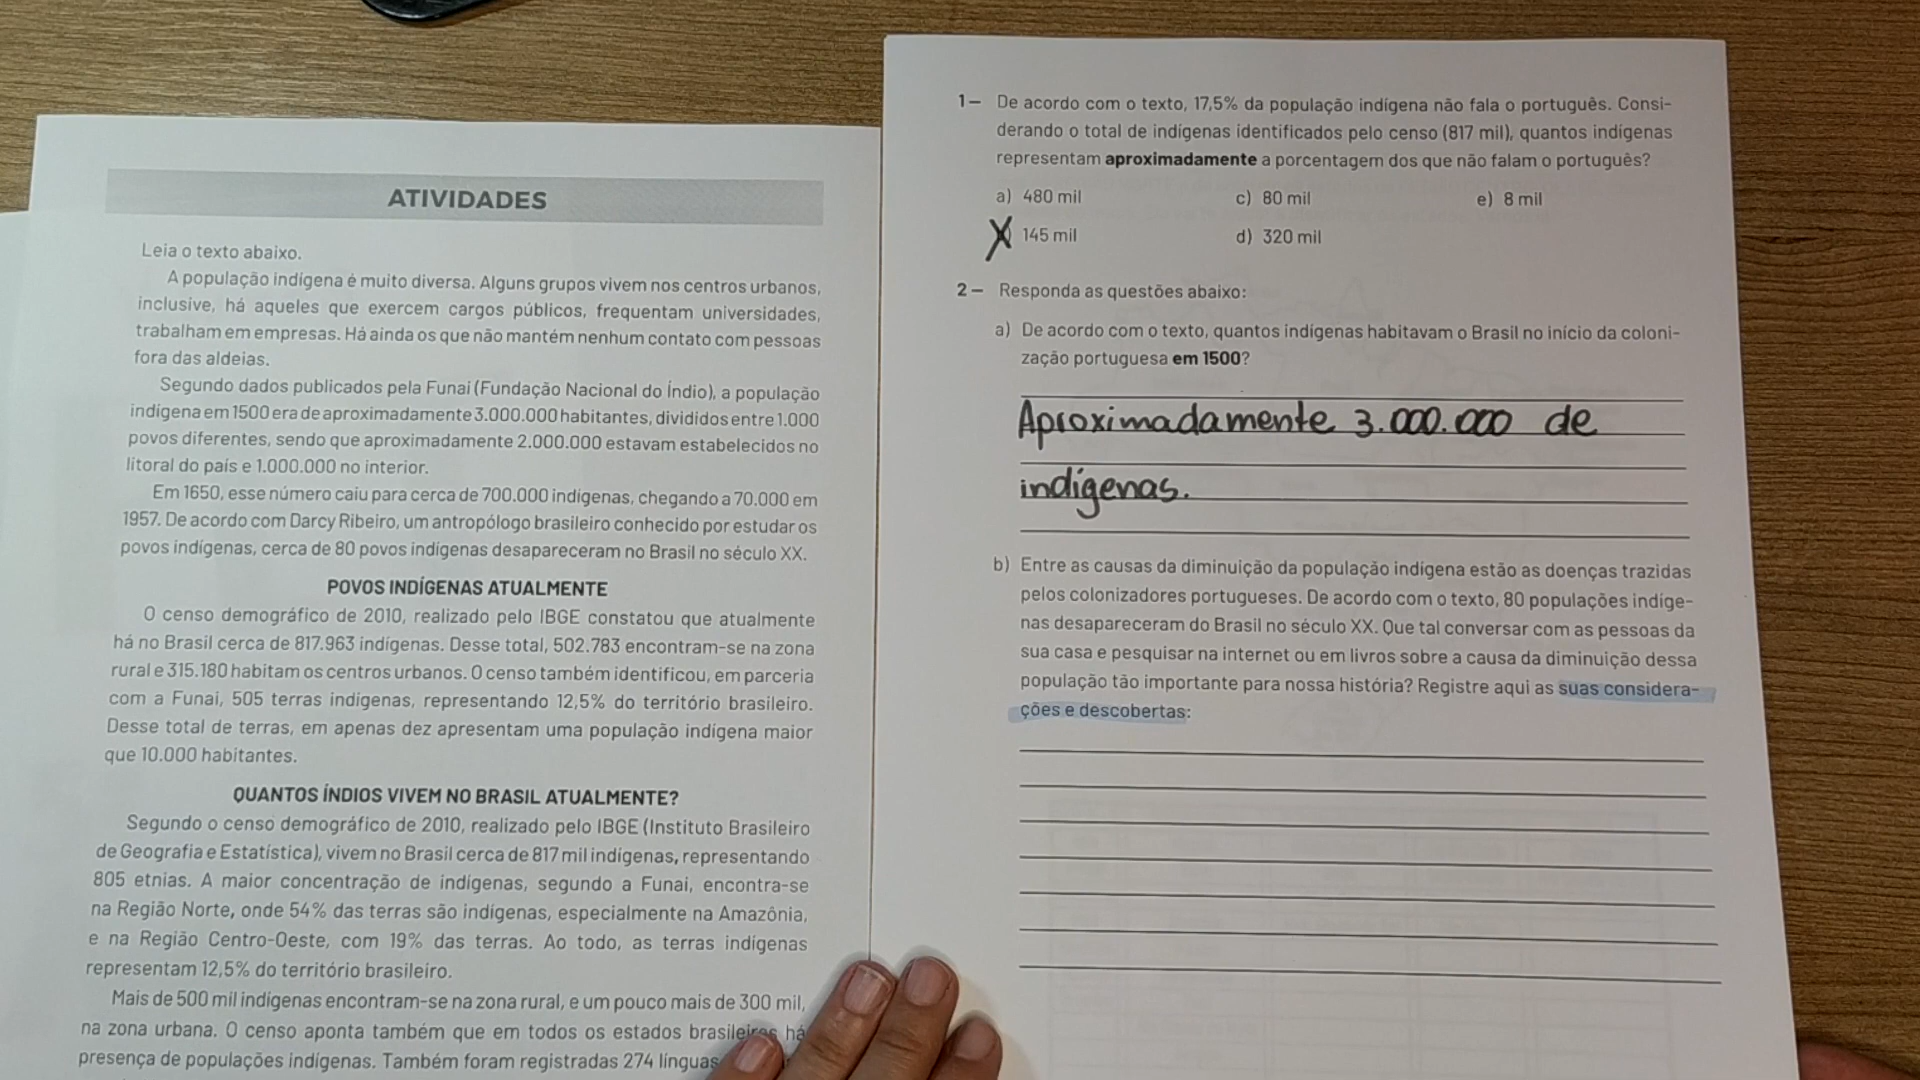 ATIVIDADES
Leia o texto abaixo.
A população indígena é muito diversa. Alguns grupos vivem nos centros urbanos,
inclusive, há aqueles que exercem cargos públicos, frequentam universidades,
trabalham em empresas. Há ainda os que não mantém nenhum contato com pessoas
fora das aldeias.
Segundo dados publicados pela Funai (Fundação Nacional do Índio), a população
indígena em 1500 era de aproximadamente 3.000.000 habitantes, divididos entre 1.000
povos diferentes, sendo que aproximadamente 2.000.000 estavam estabelecidos no
litoral do país e 1.000.000 no interior.
Em 1650, esse número caiu para cerca de 700.000 indígenas, chegando a 70.000 em
1957. De acordo com Darcy Ribeiro, um antropólogo brasileiro conhecido por estudar os
povos indígenas, cerca de 80 povos indígenas desapareceram no Brasil no século XX.
POVOS INDÍGENAS ATUALMENTE
O censo demográfico de 2010, realizado pelo IBGE constatou que atualmente
há no Brasil cerca de 817.963 indígenas. Desse total, 502.783 encontram-se na zona
rural e 315.180 habitam os centros urbanos. O censo também identificou, em parceria
com a Funai, 505 terras indígenas, representando 12,5% do território brasileiro.
Desse total de terras, em apenas dez apresentam uma população indígena maior
que 10.000 habitantes.
QUANTOS ÍNDIOS VIVEM NO BRASIL ATUALMENTE?
Segundo o censo demográfico de 2010, realizado pelo IBGE (Instituto Brasileiro
de Geografia e Estatística), vivem no Brasil cerca de 817 mil indígenas, representando
805 etnias. A maior concentração de indígenas, segundo a Funai, encontra-se
na Região Norte, onde 54% das terras são indígenas, especialmente na Amazônia,
e na Região Centro-Oeste, com 19% das terras. Ao todo, as terras indígenas
representam 12,5% do território brasileiro.
Mais de 500 mil indígenas encontram-se na zona rural, e um pouco mais de 300 mil,
na zona urbana. O censo aponta também que em todos os estados brasileiros há
presença de populações indígenas. Também foram registradas 274 línguas
1 – De acordo com o texto, 17,5% da população indígena não fala o português. Consi-
derando o total de indígenas identificados pelo censo (817 mil), quantos indígenas
representam aproximadamente a porcentagem dos que não falam o português?
a) 480 mil c) 80 mil e) 8 mil
X 145 mil d) 320 mil
2 – Responda as questões abaixo:
a) De acordo com o texto, quantos indígenas habitavam o Brasil no início da coloni-
zação portuguesa em 1500?
Aproximadamente 3.000.000 de
indígenas.
b) Entre as causas da diminuição da população indígena estão as doenças trazidas
pelos colonizadores portugueses. De acordo com o texto, 80 populações indíge-
nas desapareceram do Brasil no século XX. Que tal conversar com as pessoas da
sua casa e pesquisar na internet ou em livros sobre a causa da diminuição dessa
população tão importante para nossa história? Registre aqui as suas considera-
ções e descobertas: